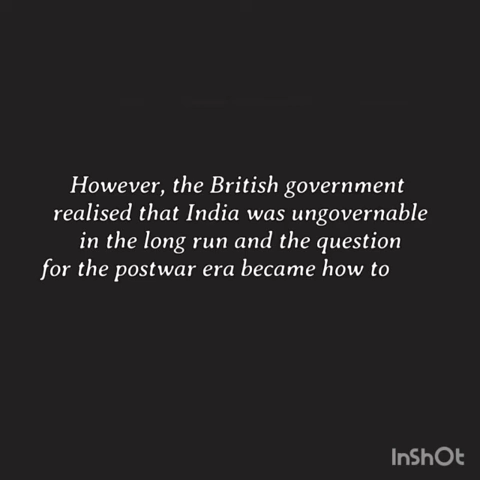 However, the British government
realised that India was ungovernable
in the long run and the question
for the postwar era became how to
InShOt